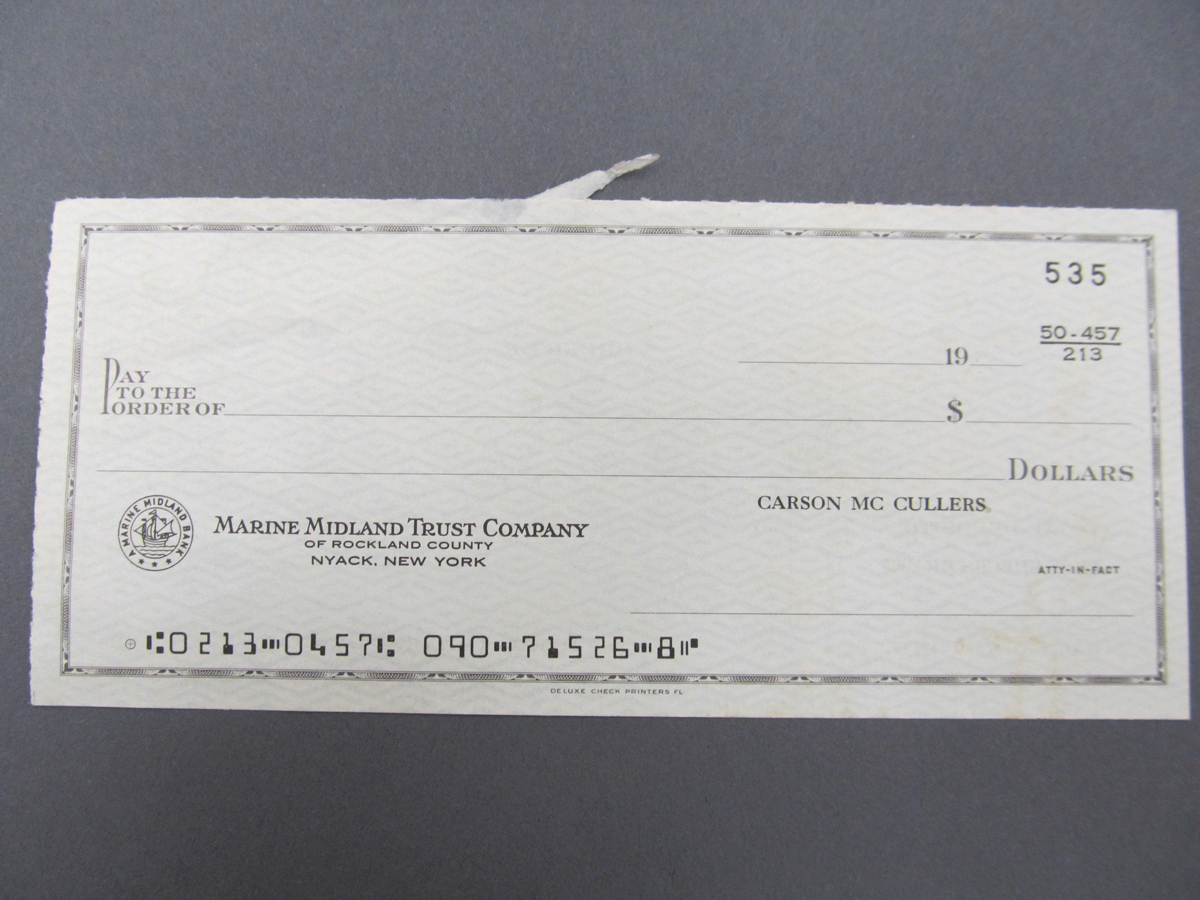 535
50-457
213
19
PAY
TO THE
ORDER OF
$
DOLLARS
CARSON MC CULLERS
A MARINE MIDLAND BANK
MARINE MIDLAND TRUST COMPANY
OF ROCKLAND COUNTY
NYACK, NEW YORK
ATTY-IN-FACT
⑆0213⑉0457⑆ 090⑉71526⑉8⑈
DELUXE CHECK PRINTERS FL